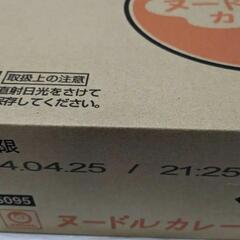 ヌード
カ
取扱上の注意
直射日光をさけて
保存してください。
限
4.04.25 / 21:25
5095
ヌードルカレー